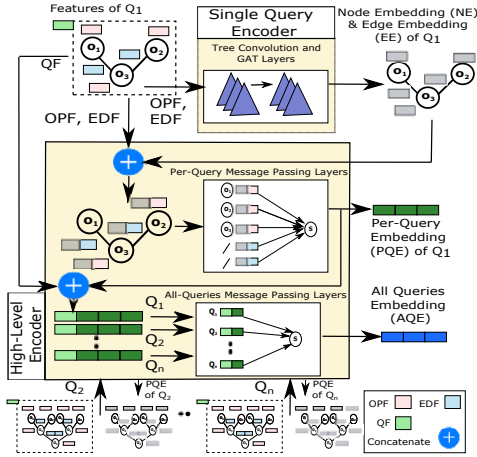 Features of Q1
Single Query
Encoder
Tree Convolution and
GAT Layers
Node Embedding (NE)
& Edge Embedding
(EE) of Q1
QF
O1
O2
O3
OPF,
EDF
OPF, EDF
O1
O2
O3
Per-Query Message Passing Layers
O1
O2
O3
O1
O2
O3
S
Per-Query
Embedding
(PQE) of Q1
All-Queries Message Passing Layers
High-Level
Encoder
Q1
Q2
Qn
Q1
Q2
Qn
S
All Queries
Embedding
(AQE)
Q2
PQE
of Q2
Qn
PQE
of Qn
OPF
EDF
QF
Concatenate